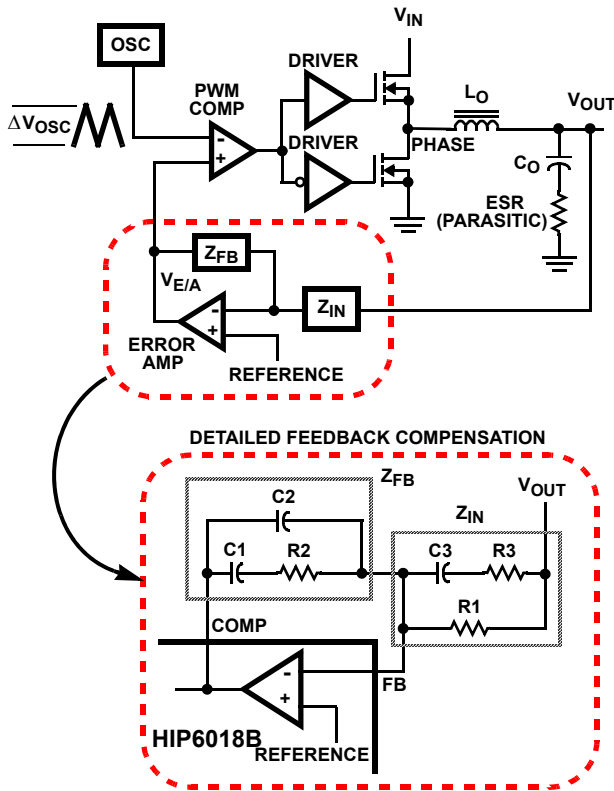 OSC
V_IN
DRIVER
PWM
COMP
L_O
V_OUT
ΔV_OSC
-
+
DRIVER
PHASE
C_O
ESR
(PARASITIC)
Z_FB
V_E/A
Z_IN
-
+
ERROR
AMP
REFERENCE
DETAILED FEEDBACK COMPENSATION
Z_FB
V_OUT
C2
Z_IN
C1
R2
C3
R3
R1
COMP
-
+
FB
HIP6018B
REFERENCE